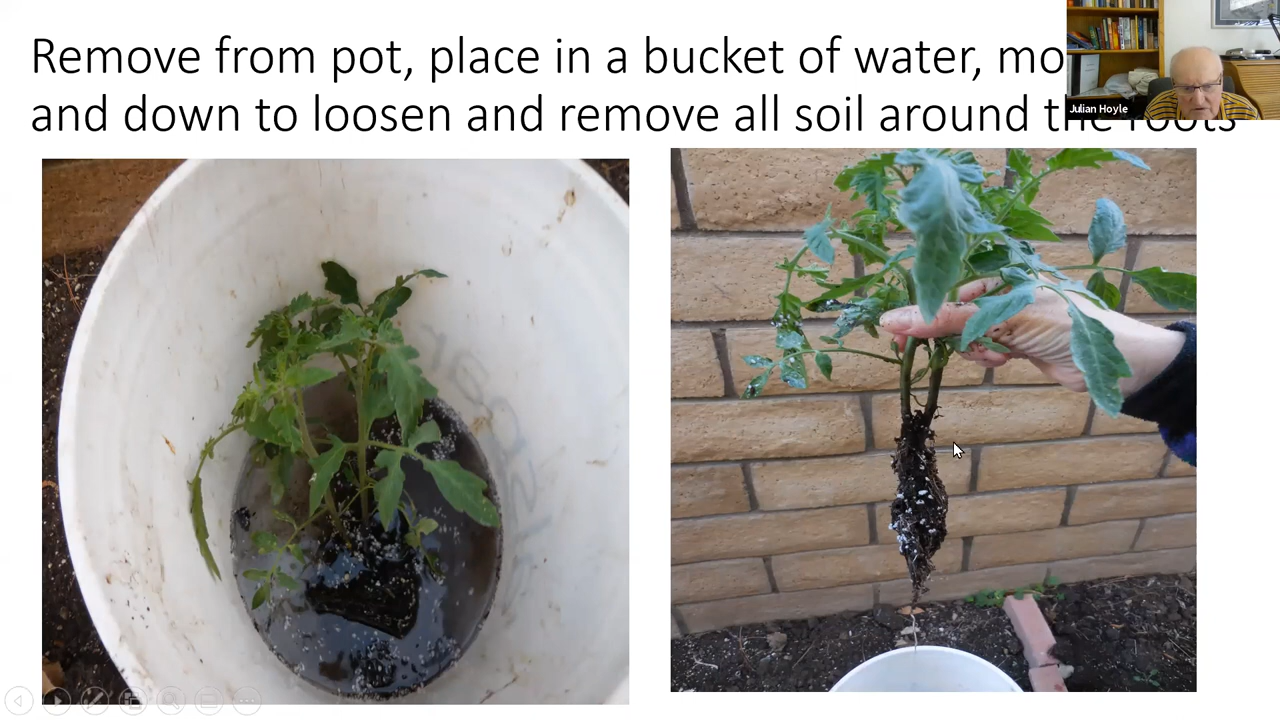 Remove from pot, place in a bucket of water, mo
and down to loosen and remove all soil around the roots
Julian Hoyle